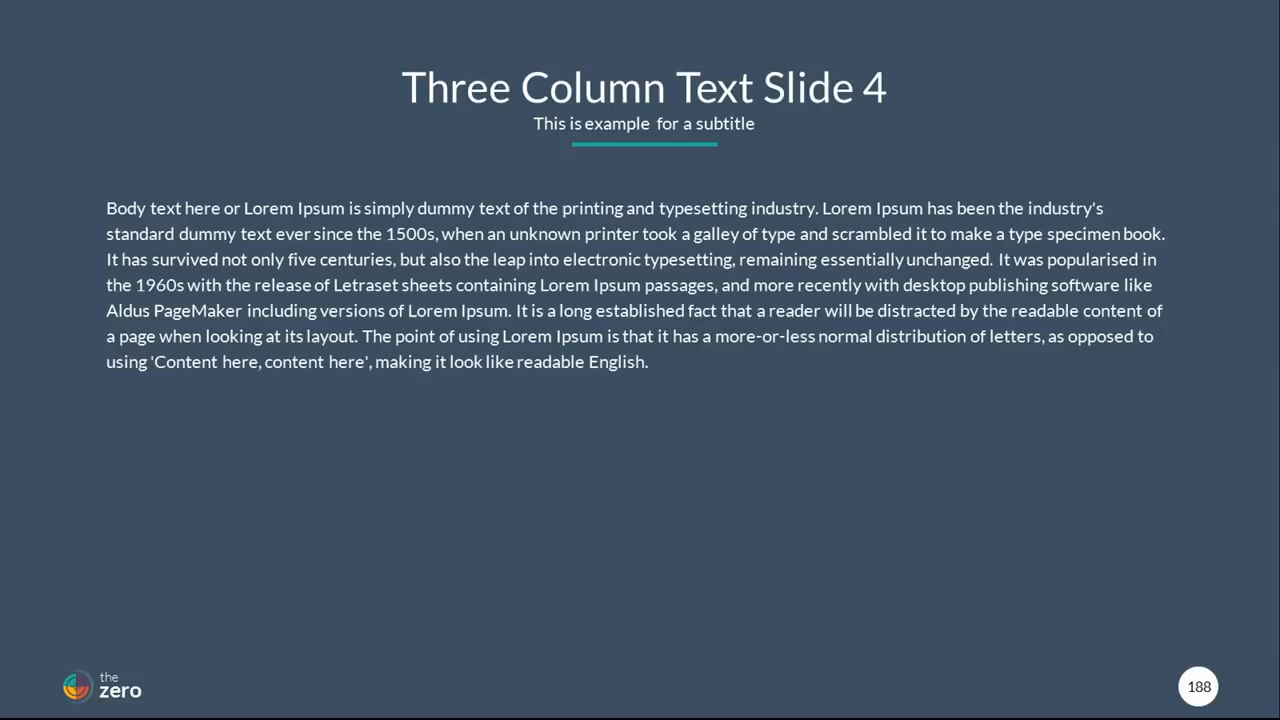 Three Column Text Slide 4
This is example for a subtitle
Body text here or Lorem Ipsum is simply dummy text of the printing and typesetting industry. Lorem Ipsum has been the industry's
standard dummy text ever since the 1500s, when an unknown printer took a galley of type and scrambled it to make a type specimen book.
It has survived not only five centuries, but also the leap into electronic typesetting, remaining essentially unchanged. It was popularised in
the 1960s with the release of Letraset sheets containing Lorem Ipsum passages, and more recently with desktop publishing software like
Aldus PageMaker including versions of Lorem Ipsum. It is a long established fact that a reader will be distracted by the readable content of
a page when looking at its layout. The point of using Lorem Ipsum is that it has a more-or-less normal distribution of letters, as opposed to
using 'Content here, content here', making it look like readable English.
the
zero
188